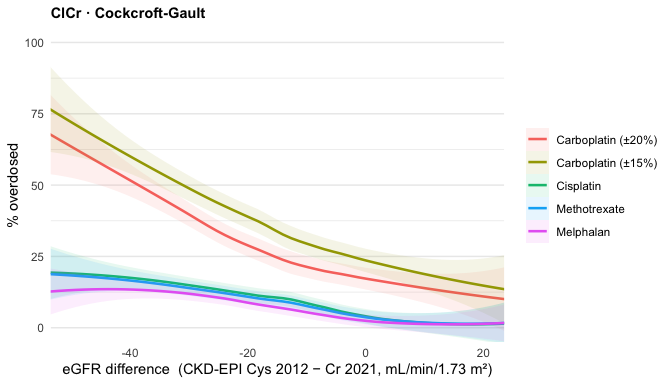 ClCr · Cockcroft-Gault
100
75
50
25
0
% overdosed
-40
-20
0
20
eGFR difference (CKD-EPI Cys 2012 − Cr 2021, mL/min/1.73 m²)
Carboplatin (±20%)
Carboplatin (±15%)
Cisplatin
Methotrexate
Melphalan